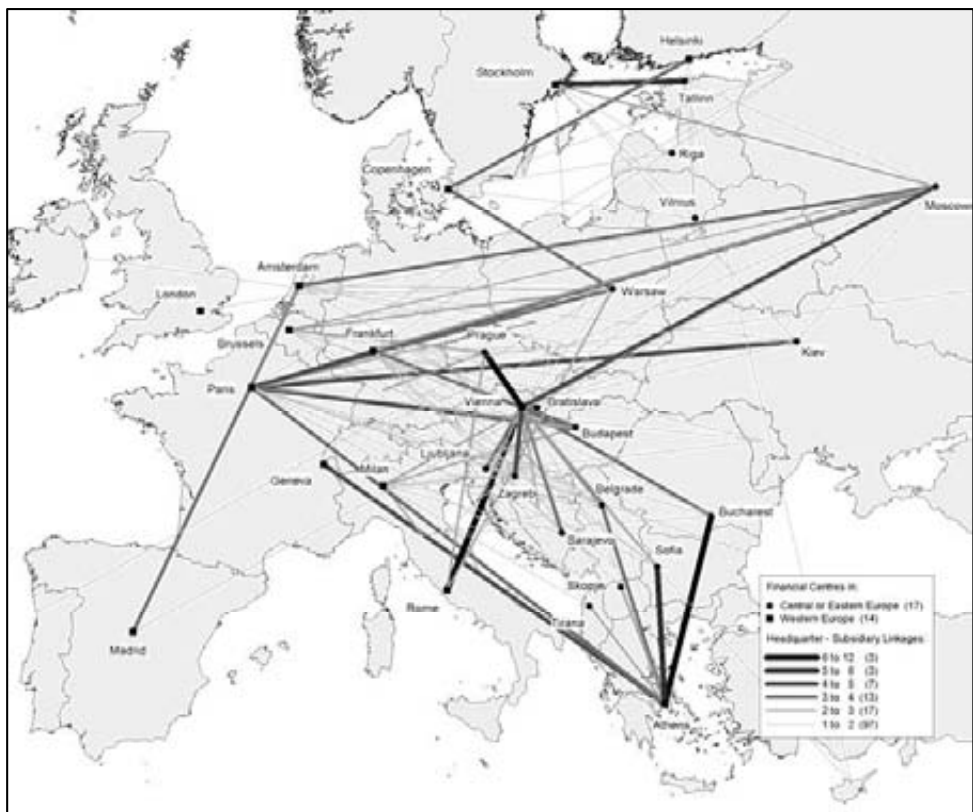 Helsinki
Stockholm
Tallinn
Riga
Copenhagen
Moscow
Vilnius
Amsterdam
London
Warsaw
Brussels
Frankfurt
Prague
Kiev
Paris
Vienna
Bratislava
Budapest
Ljubljana
Geneva
Milan
Zagreb
Belgrade
Bucharest
Sarajevo
Sofia
Skopje
Rome
Tirana
Madrid
Athens
Financial Centres in:
Central or Eastern Europe (17)
Western Europe (14)
Headquarter - Subsidiary Linkages:
6 to 12 (3)
5 to 6 (3)
4 to 5 (7)
3 to 4 (13)
2 to 3 (17)
1 to 2 (97)